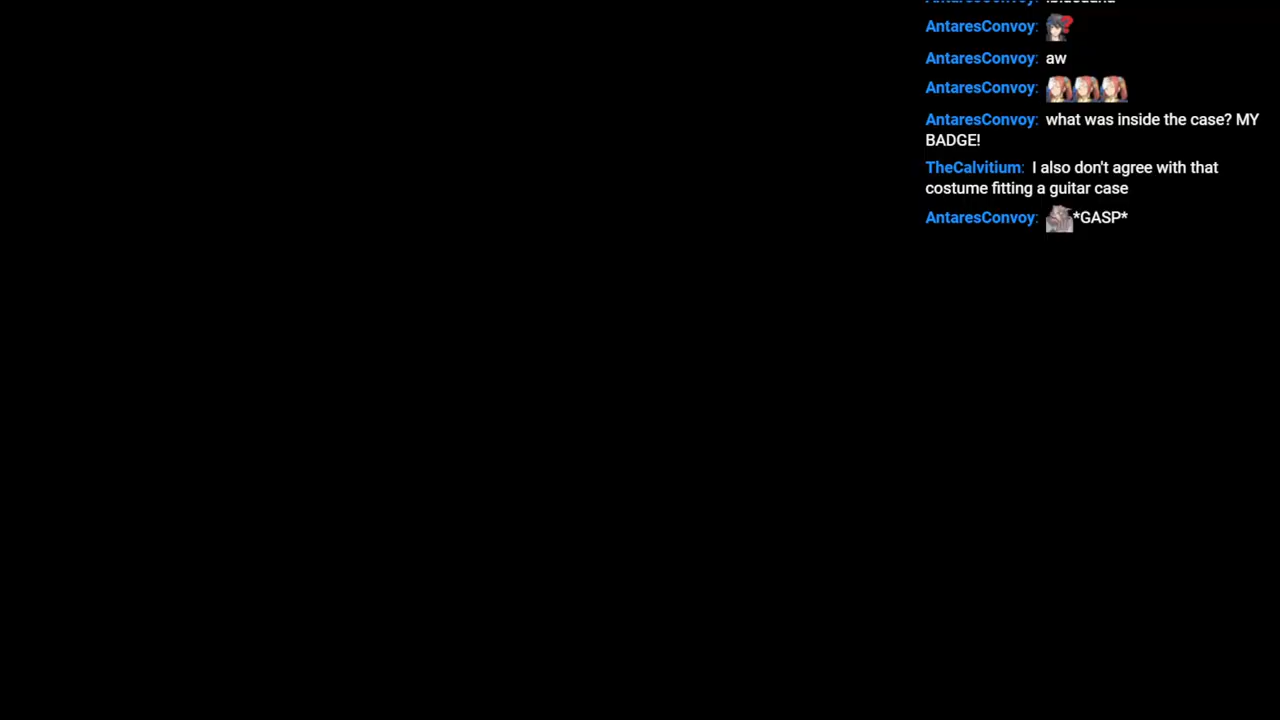 AntaresConvoy:
AntaresConvoy: aw
AntaresConvoy:
AntaresConvoy: what was inside the case? MY
BADGE!
TheCalvitium: I also don't agree with that
costume fitting a guitar case
AntaresConvoy: *GASP*